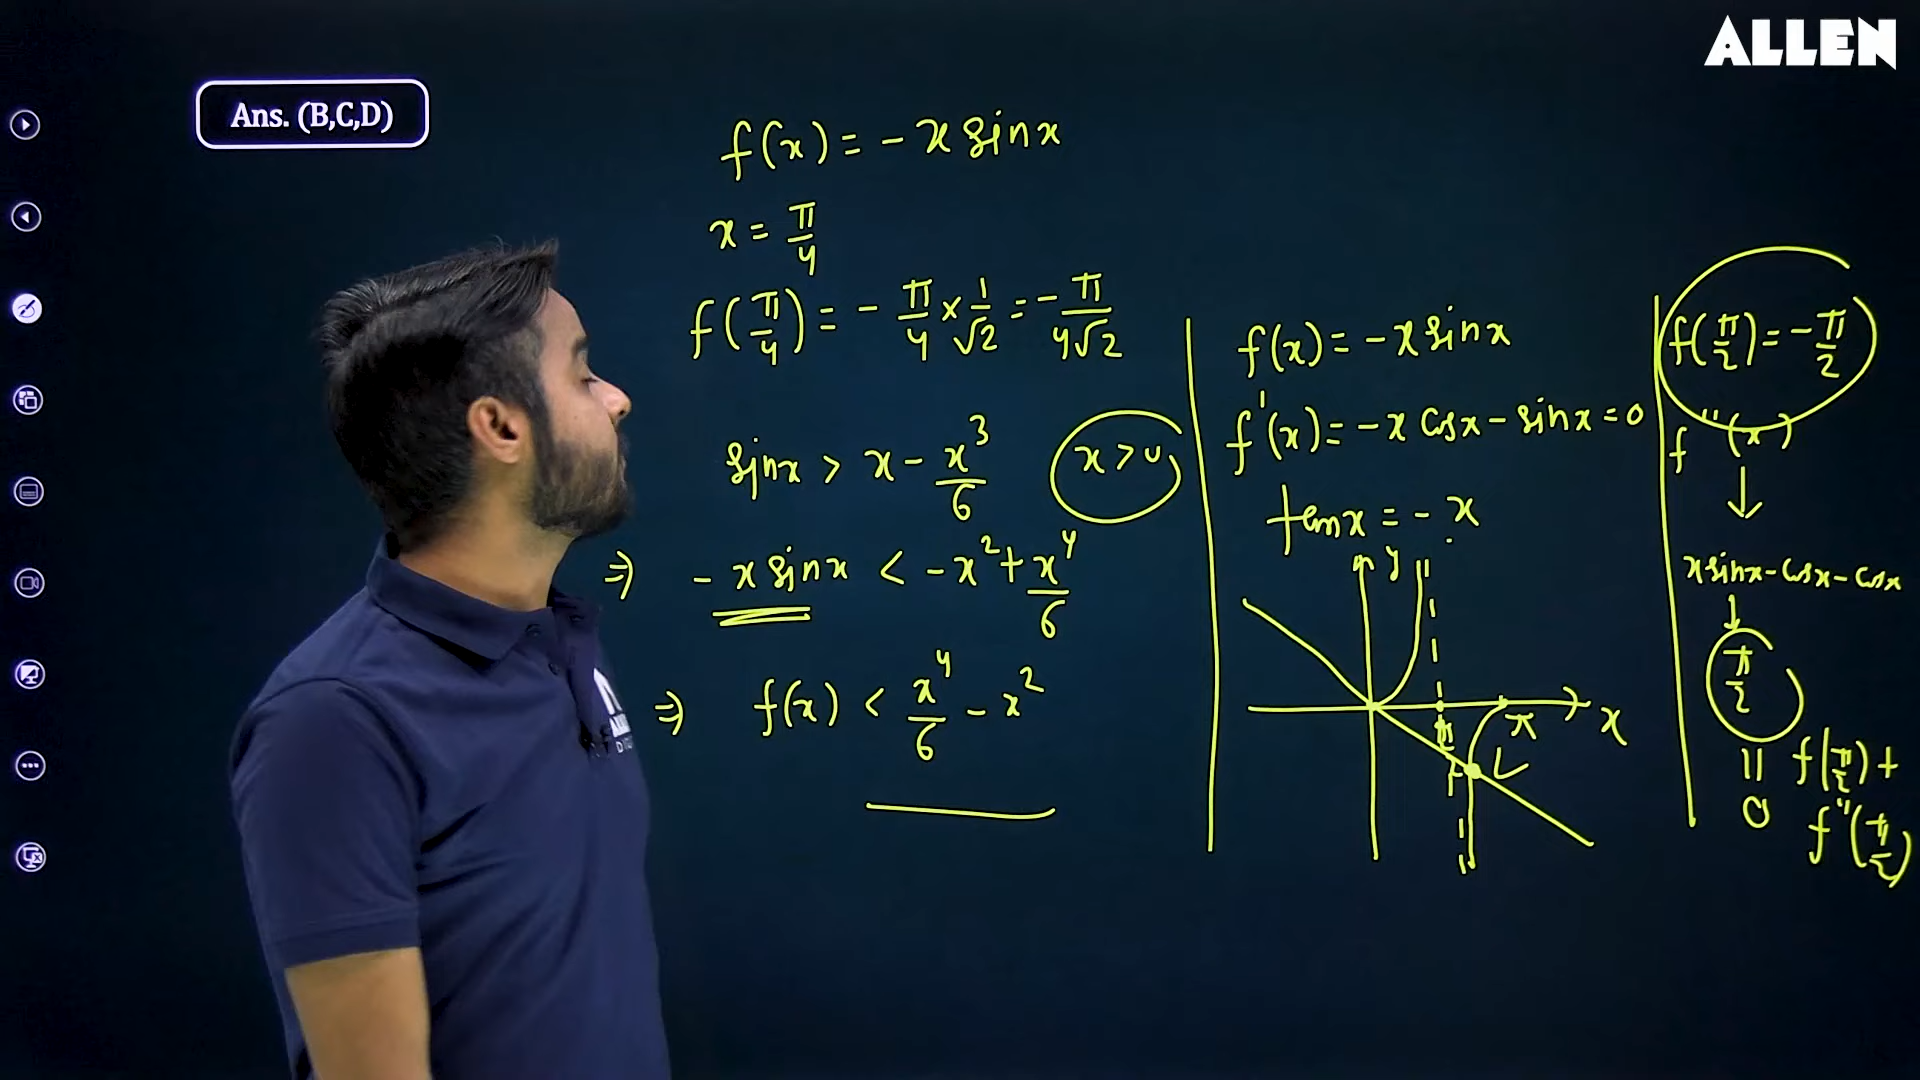 ALLEN
Ans. (B,C,D)
f(x) = - x sinx
x = π/4
f(π/4) = - π/4 × 1/√2 = - π/4√2
sinx > x - x³/6
x > 0
⇒ - x sinx < - x² + x⁴/6
⇒ f(x) < x⁴/6 - x²
f(x) = - x sinx
f'(x) = - x cosx - sinx = 0
tanx = - x
y
x
π/2
π
f(π/2) = - π/2
f''(x)
↓
x sinx - cosx - cosx
↓
π/2
||
0
f(π/2) +
f''(π/2)